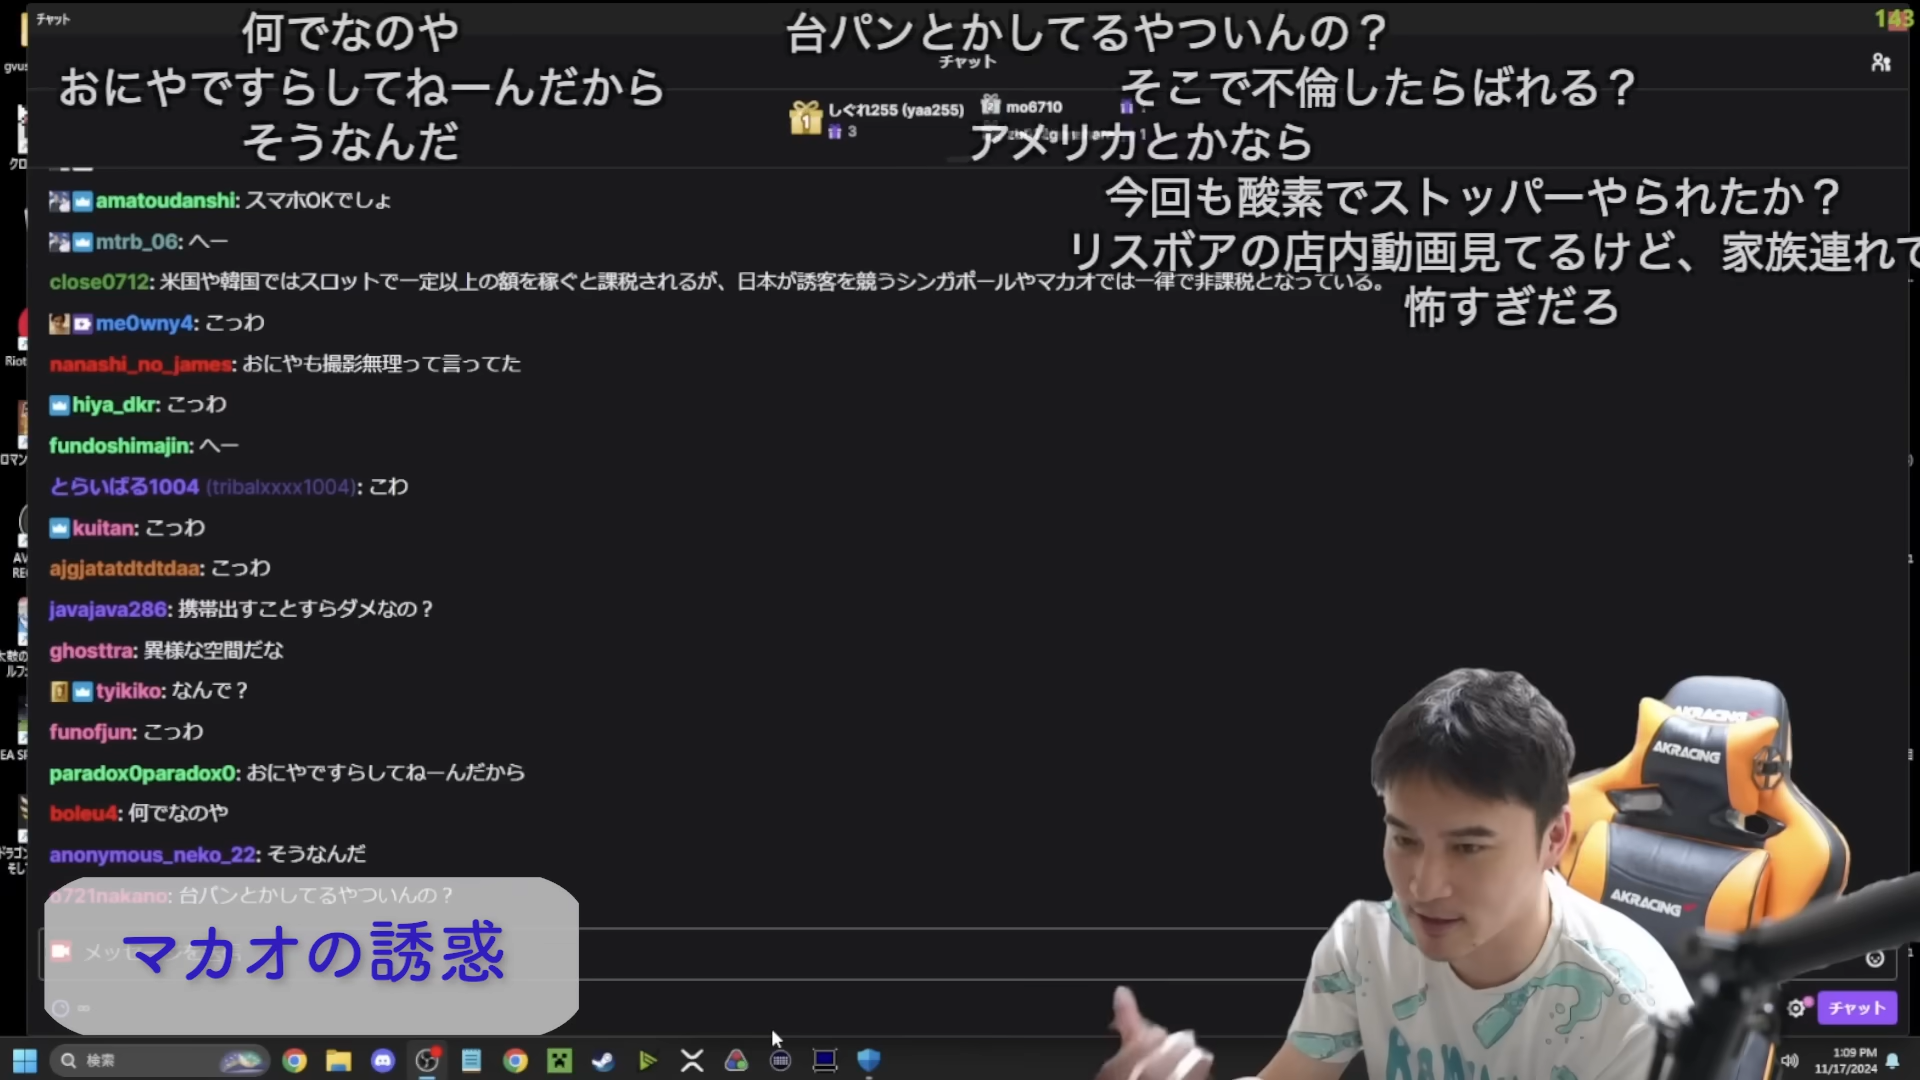 チャット
143
何でなのや
台パンとかしてるやついんの？
チャット
おにやですらしてねーんだから
そこで不倫したらばれる？
しぐれ255 (yaa255)
3
mo6710
そうなんだ
アメリカとかなら
1
今回も酸素でストッパーやられたか？
amatoudanshi: スマホOKでしょ
mtrb_06: へー
リスボアの店内動画見てるけど、家族連れで
close0712: 米国や韓国ではスロットで一定以上の額を稼ぐと課税されるが、日本が誘客を競うシンガポールやマカオでは一律で非課税となっている。
怖すぎだろ
me0wny4: こっわ
nanashi_no_james: おにやも撮影無理って言ってた
hiya_dkr: こっわ
fundoshimajin: へー
とらいばる1004 (tribalxxxx1004): こわ
kuitan: こっわ
ajgjatatdtdtdaa: こっわ
javajava286: 携帯出すことすらダメなの？
ghosttra: 異様な空間だな
tyikiko: なんで？
funofjun: こっわ
paradox0paradox0: おにやですらしてねーんだから
boleu4: 何でなのや
anonymous_neko_22: そうなんだ
o721nakano: 台パンとかしてるやついんの？
マカオの誘惑
AKRACING
AKRACING
AKRACING
チャット
検索
1:09 PM
11/17/2024